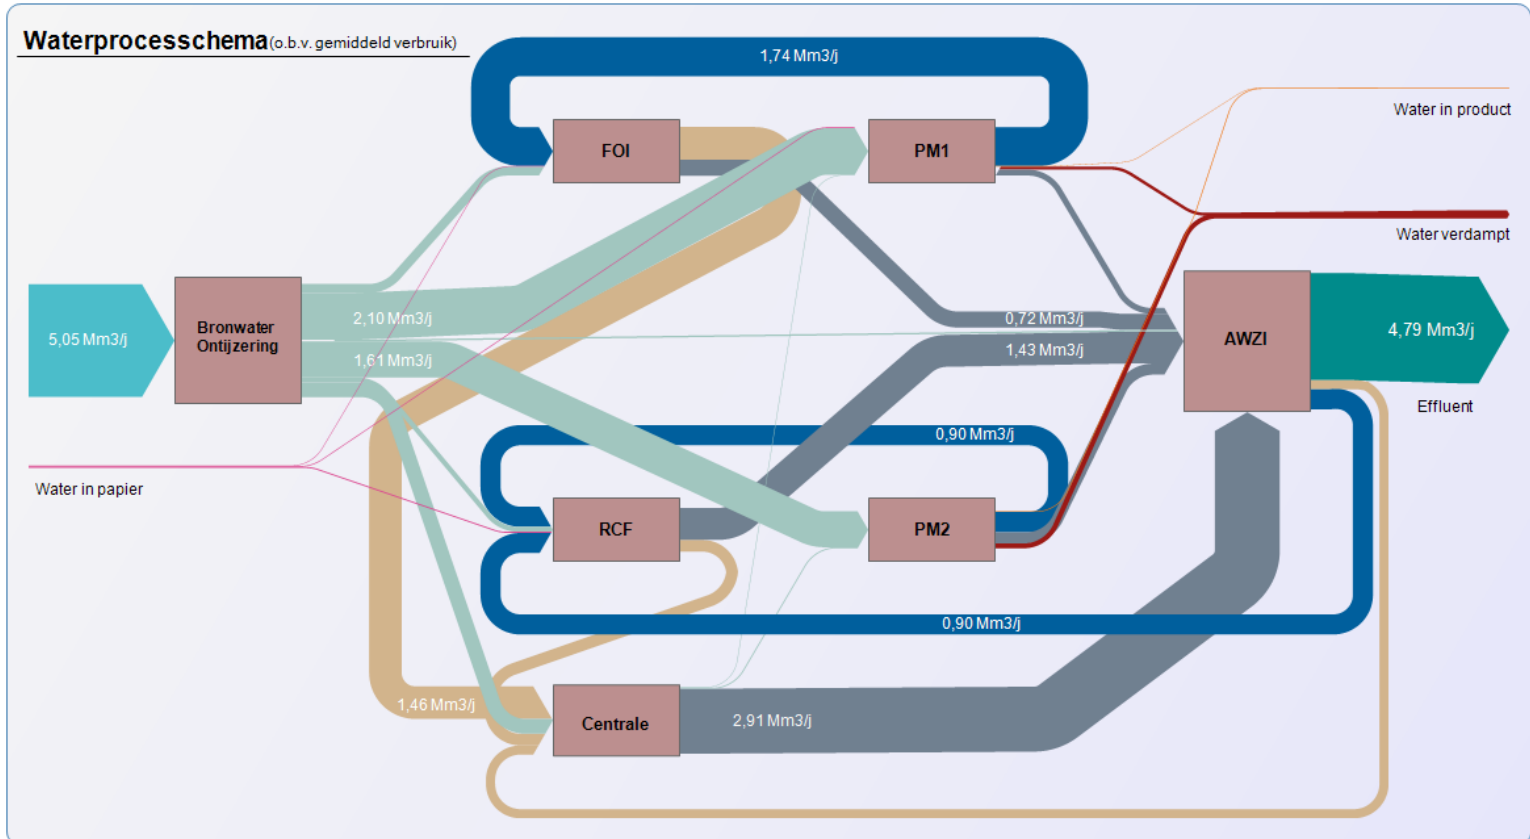 Waterprocesschema(o.b.v. gemiddeld verbruik)
1,74 Mm3/j
Water in product
FOI
PM1
Water verdampt
5,05 Mm3/j
Bronwater
Ontijzering
2,10 Mm3/j
0,72 Mm3/j
1,61 Mm3/j
1,43 Mm3/j
AWZI
4,79 Mm3/j
Effluent
0,90 Mm3/j
Water in papier
RCF
PM2
0,90 Mm3/j
1,46 Mm3/j
Centrale
2,91 Mm3/j